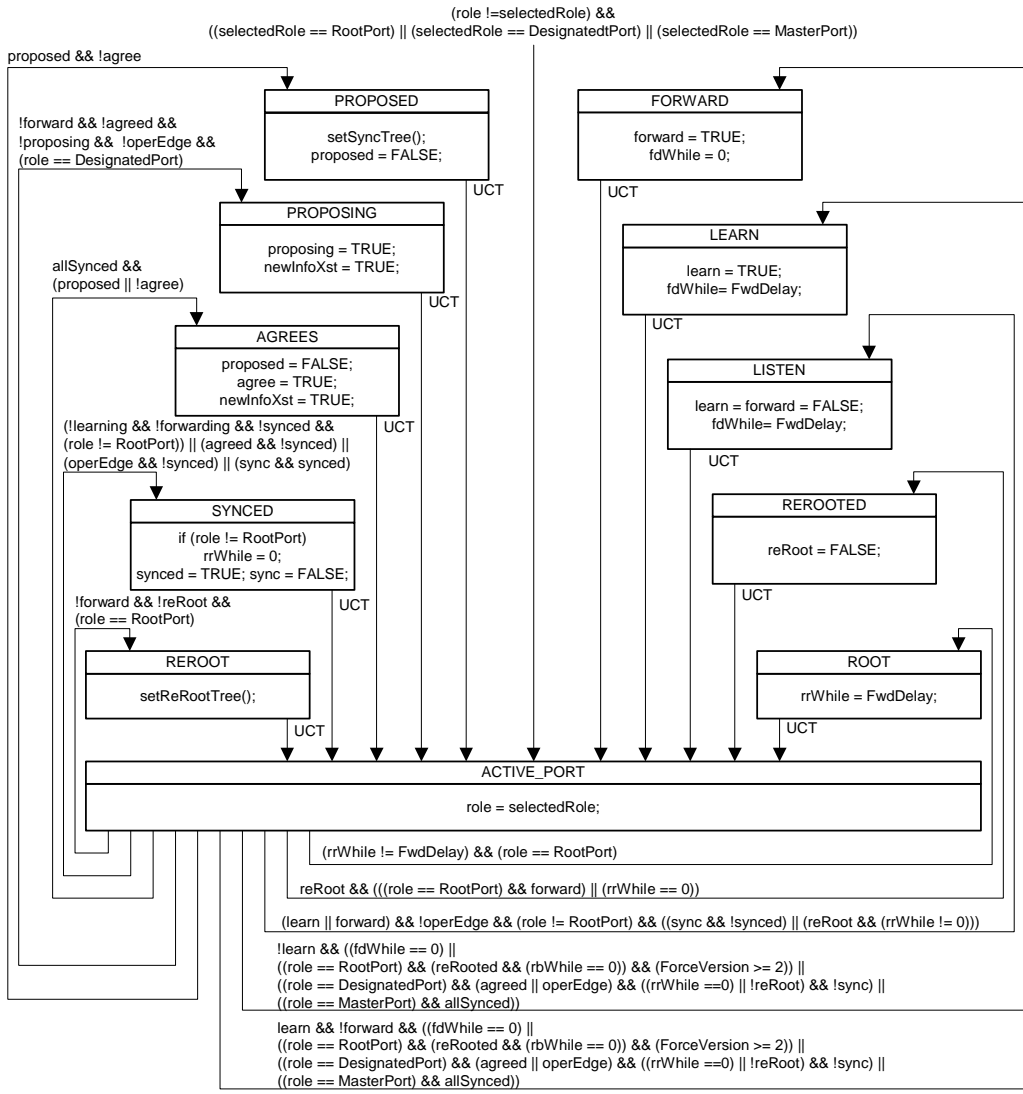 (role !=selectedRole) &&
((selectedRole == RootPort) || (selectedRole == DesignatedtPort) || (selectedRole == MasterPort))
proposed && !agree
PROPOSED
setSyncTree();
proposed = FALSE;
UCT
FORWARD
forward = TRUE;
fdWhile = 0;
UCT
!forward && !agreed &&
!proposing && !operEdge &&
(role == DesignatedPort)
PROPOSING
proposing = TRUE;
newInfoXst = TRUE;
UCT
LEARN
learn = TRUE;
fdWhile= FwdDelay;
UCT
allSynced &&
(proposed || !agree)
AGREES
proposed = FALSE;
agree = TRUE;
newInfoXst = TRUE;
UCT
LISTEN
learn = forward = FALSE;
fdWhile= FwdDelay;
UCT
(!learning && !forwarding && !synced &&
(role != RootPort)) || (agreed && !synced) ||
(operEdge && !synced) || (sync && synced)
SYNCED
if (role != RootPort)
rrWhile = 0;
synced = TRUE; sync = FALSE;
UCT
REROOTED
reRoot = FALSE;
UCT
!forward && !reRoot &&
(role == RootPort)
REROOT
setReRootTree();
UCT
ROOT
rrWhile = FwdDelay;
UCT
ACTIVE_PORT
role = selectedRole;
(rrWhile != FwdDelay) && (role == RootPort)
reRoot && (((role == RootPort) && forward) || (rrWhile == 0))
(learn || forward) && !operEdge && (role != RootPort) && ((sync && !synced) || (reRoot && (rrWhile != 0)))
!learn && ((fdWhile == 0) ||
((role == RootPort) && (reRooted && (rbWhile == 0)) && (ForceVersion >= 2)) ||
((role == DesignatedPort) && (agreed || operEdge) && ((rrWhile ==0) || !reRoot) && !sync) ||
((role == MasterPort) && allSynced))
learn && !forward && ((fdWhile == 0) ||
((role == RootPort) && (reRooted && (rbWhile == 0)) && (ForceVersion >= 2)) ||
((role == DesignatedPort) && (agreed || operEdge) && ((rrWhile ==0) || !reRoot) && !sync) ||
((role == MasterPort) && allSynced))